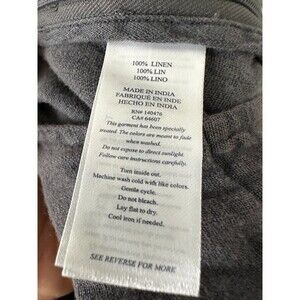 100% LINEN
100% LIN
100% LINO
MADE IN INDIA
FABRIQUE EN INDE
HECHO EN INDIA
RN# 140476
CA# 64607
This garment has been specially
treated. The colors are meant to fade
when washed.
Do not expose to direct sunlight.
Follow care instructions carefully.
Turn inside out.
Machine wash cold with like colors.
Gentle cycle.
Do not bleach.
Lay flat to dry.
Cool iron if needed.
SEE REVERSE FOR MORE